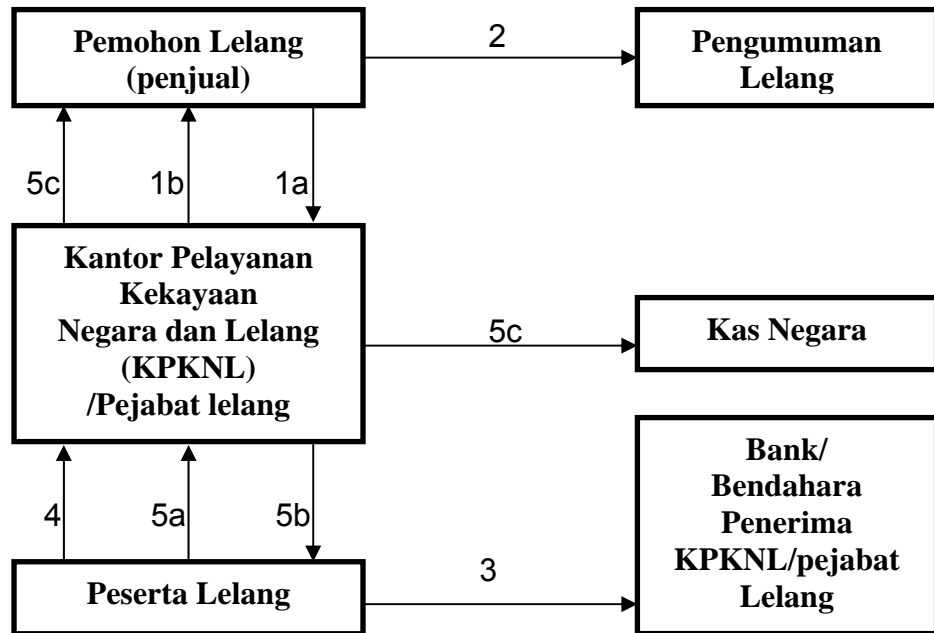 Pemohon Lelang
(penjual)
2
Pengumuman
Lelang
5c
1b
1a
Kantor Pelayanan
Kekayaan
Negara dan Lelang
(KPKNL)
/Pejabat lelang
5c
Kas Negara
4
5a
5b
Bank/
Bendahara
Penerima
KPKNL/pejabat
Lelang
Peserta Lelang
3